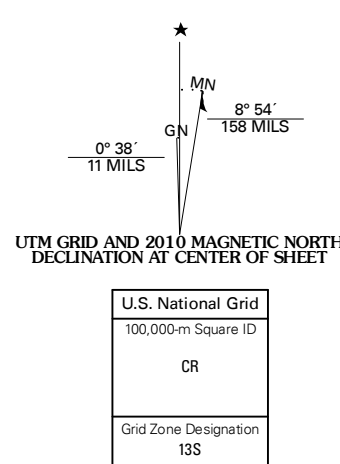 MN
8° 54´
158 MILS
GN
0° 38´
11 MILS
UTM GRID AND 2010 MAGNETIC NORTH
DECLINATION AT CENTER OF SHEET
U.S. National Grid
100,000-m Square ID
CR
Grid Zone Designation
13S